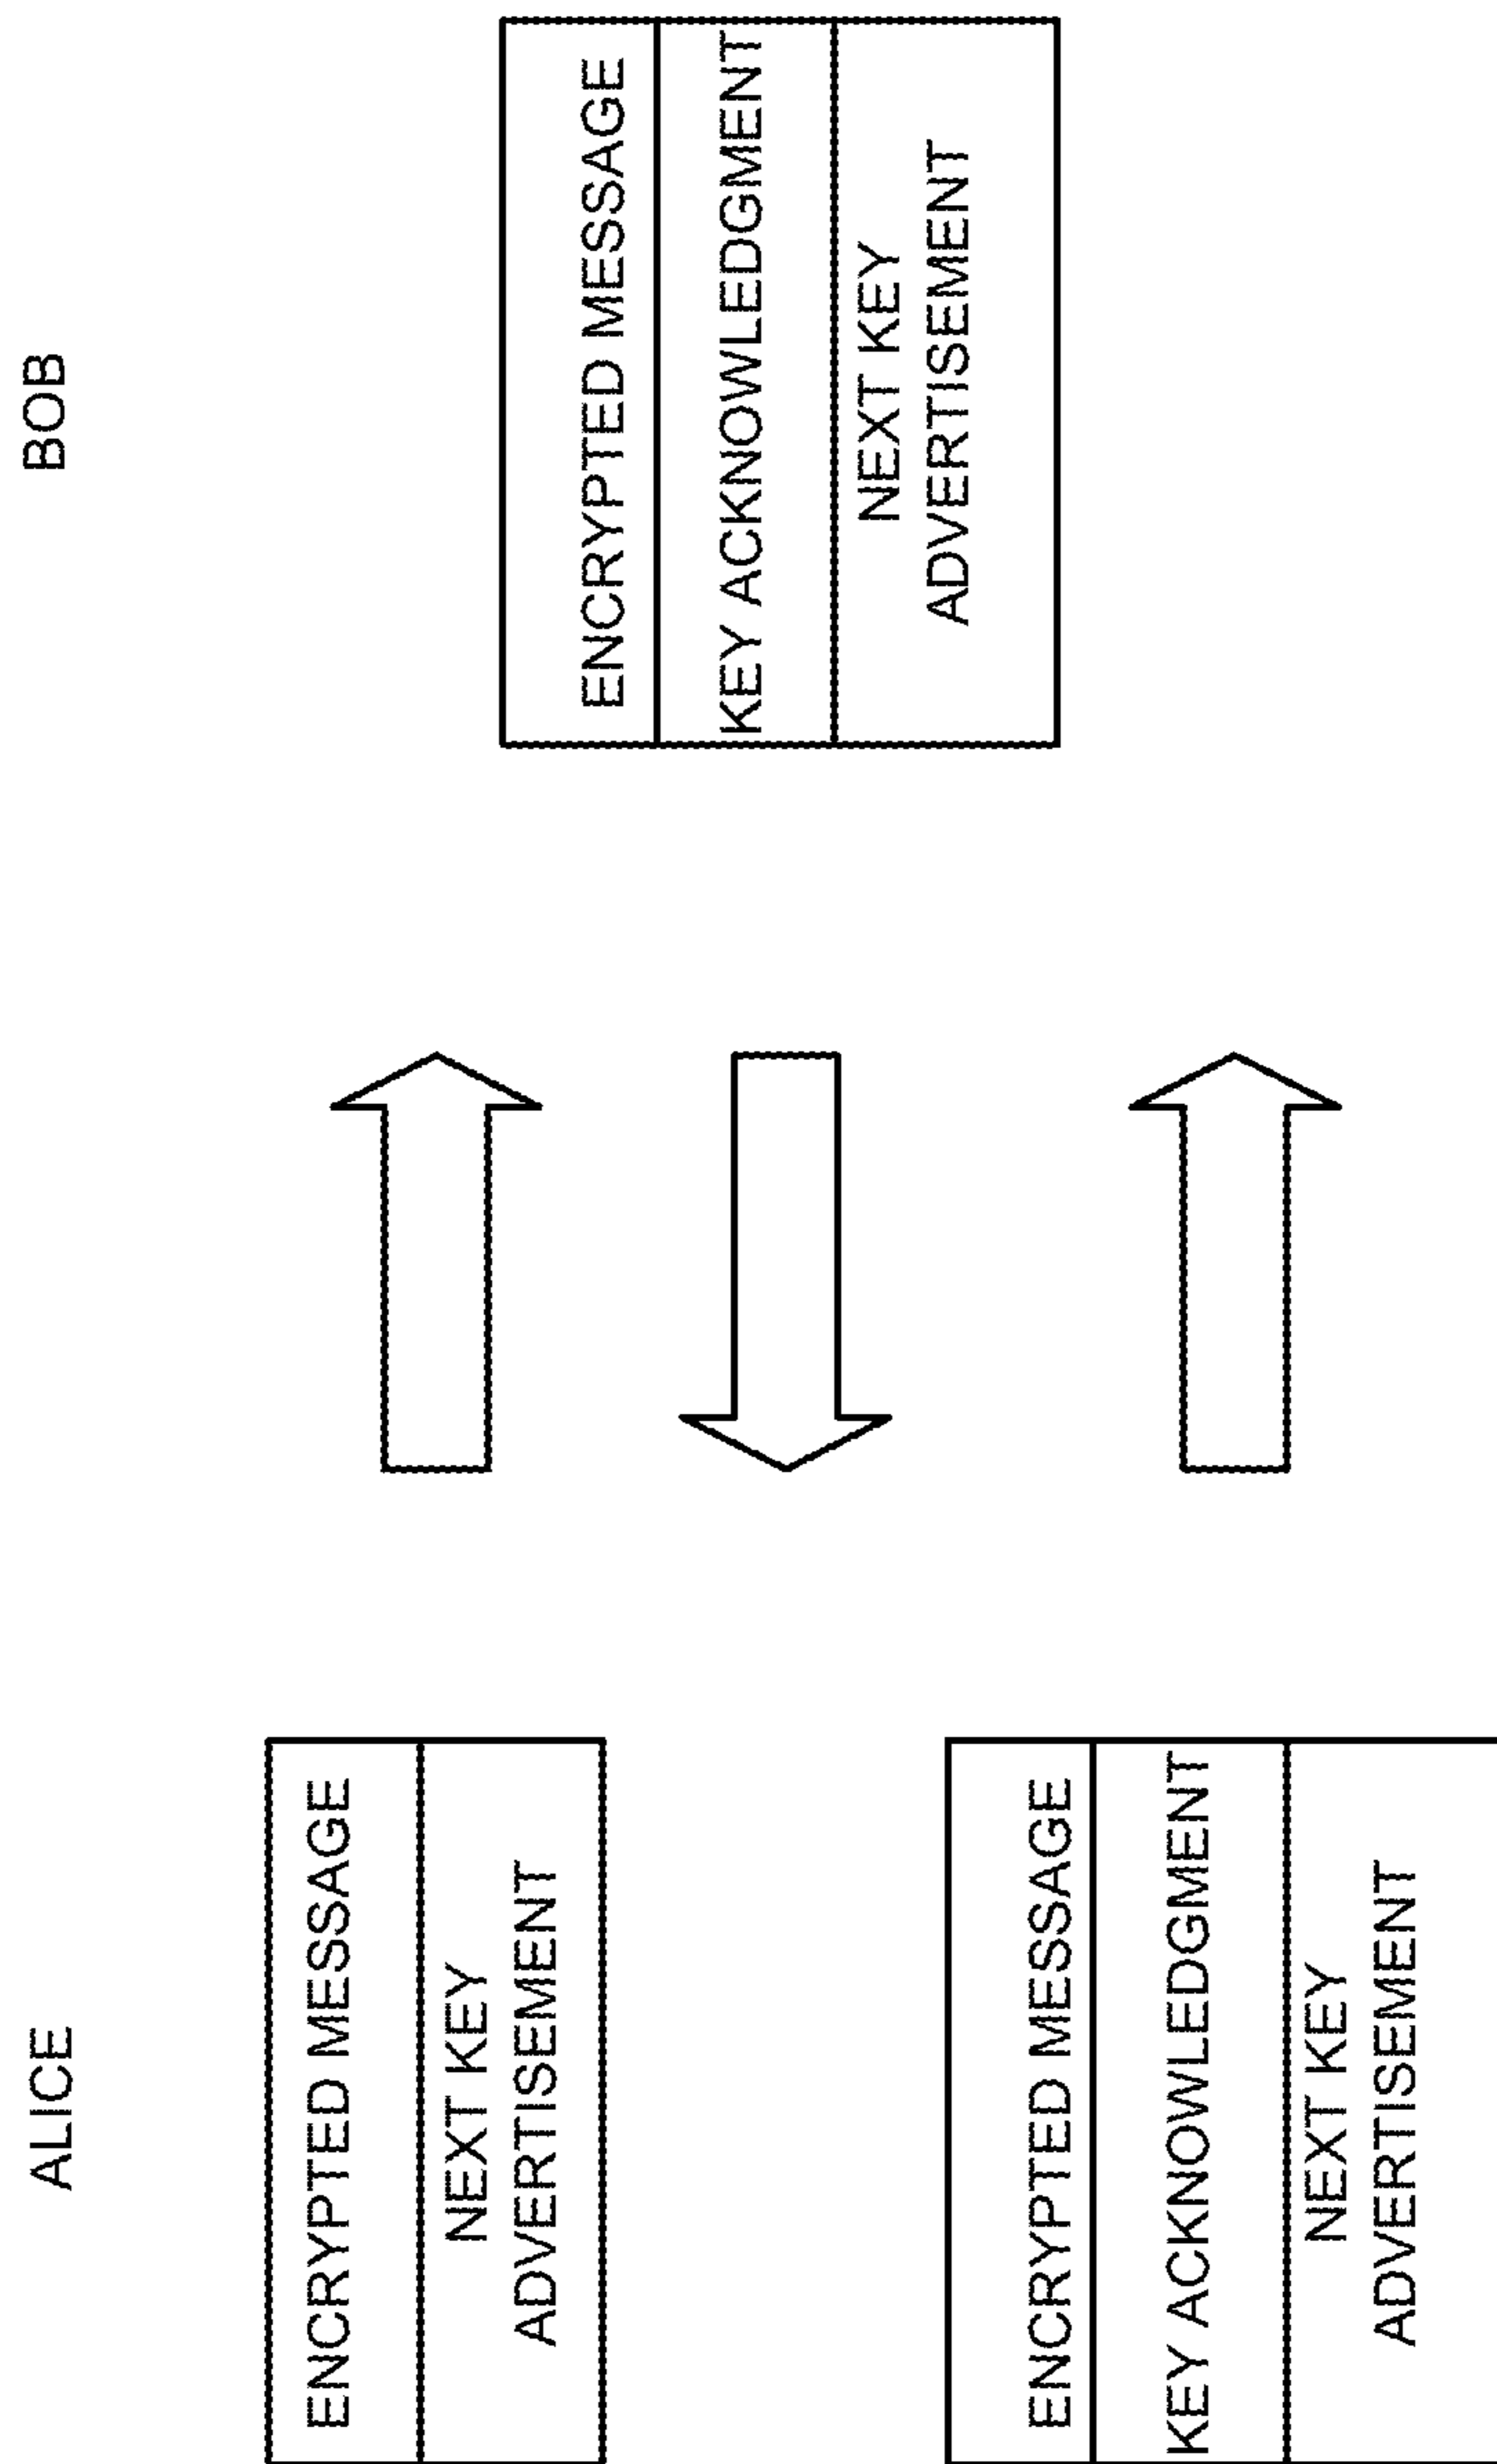 ALICE
BOB
ENCRYPTED MESSAGE
NEXT KEY
ADVERTISEMENT
ENCRYPTED MESSAGE
KEY ACKNOWLEDGMENT
NEXT KEY
ADVERTISEMENT
ENCRYPTED MESSAGE
KEY ACKNOWLEDGMENT
NEXT KEY
ADVERTISEMENT